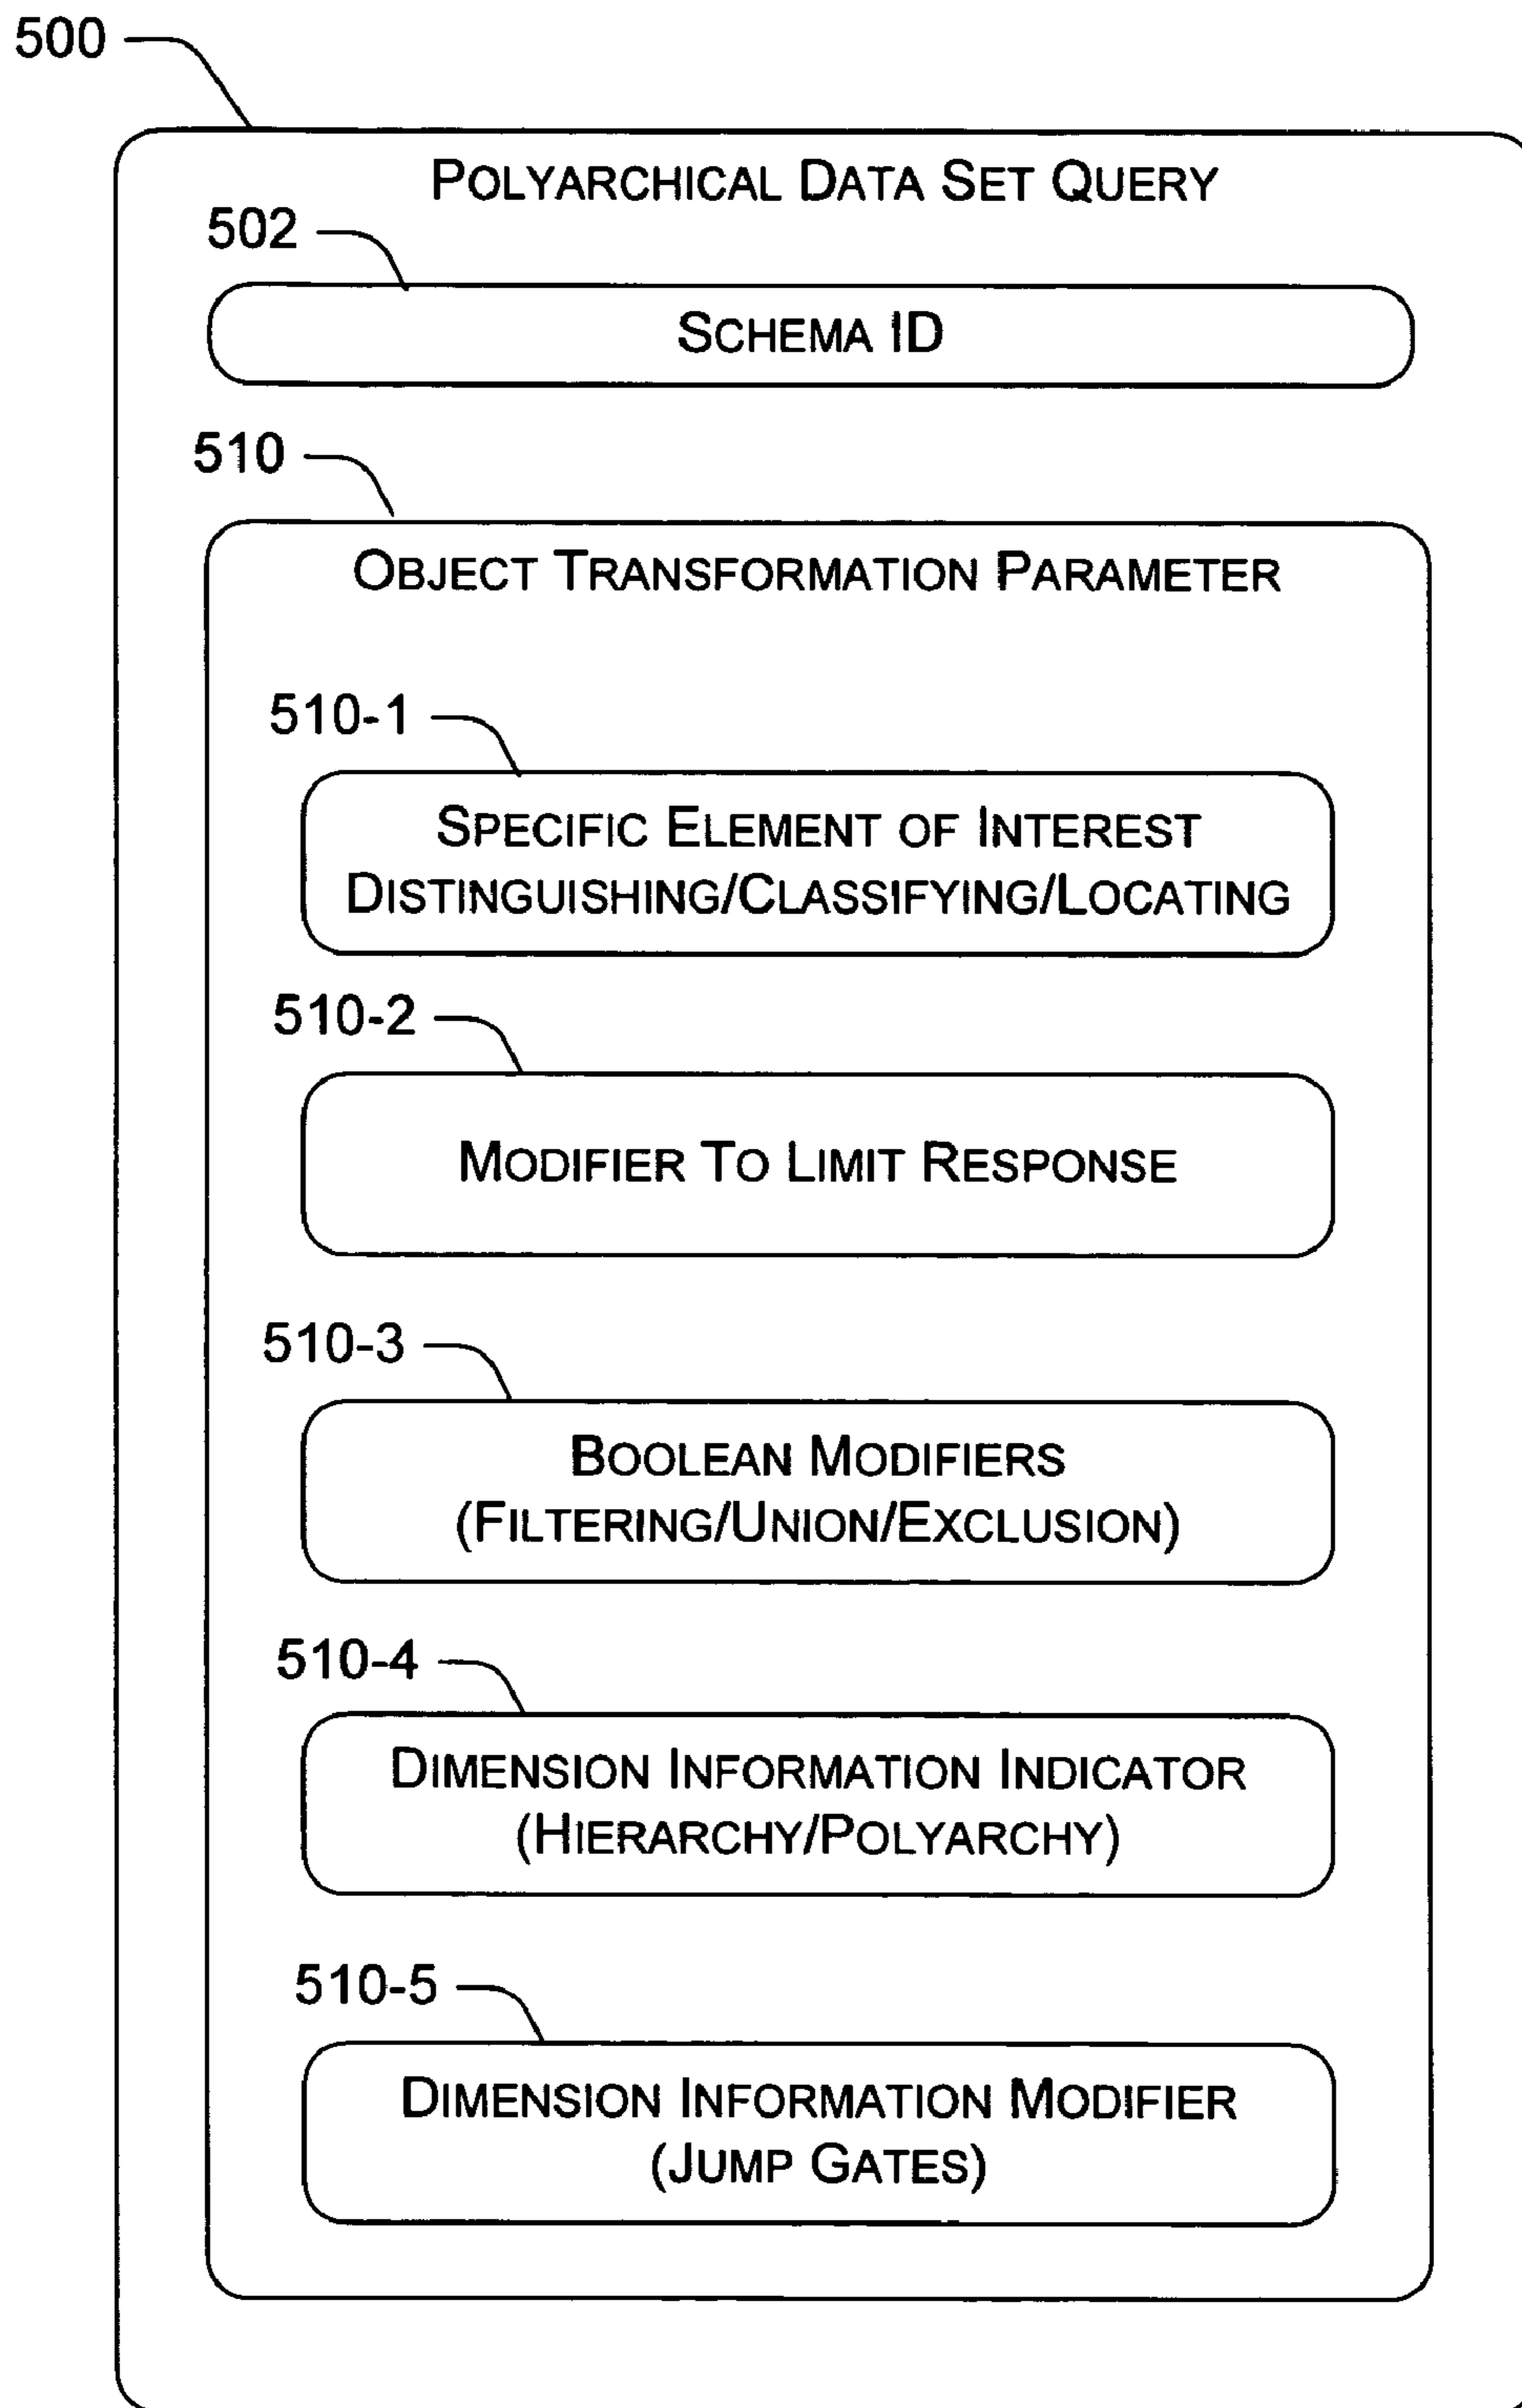 500
POLYARCHICAL DATA SET QUERY
502
SCHEMA ID
510
OBJECT TRANSFORMATION PARAMETER
510-1
SPECIFIC ELEMENT OF INTEREST
DISTINGUISHING/CLASSIFYING/LOCATING
510-2
MODIFIER TO LIMIT RESPONSE
510-3
BOOLEAN MODIFIERS
(FILTERING/UNION/EXCLUSION)
510-4
DIMENSION INFORMATION INDICATOR
(HIERARCHY/POLYARCHY)
510-5
DIMENSION INFORMATION MODIFIER
(JUMP GATES)